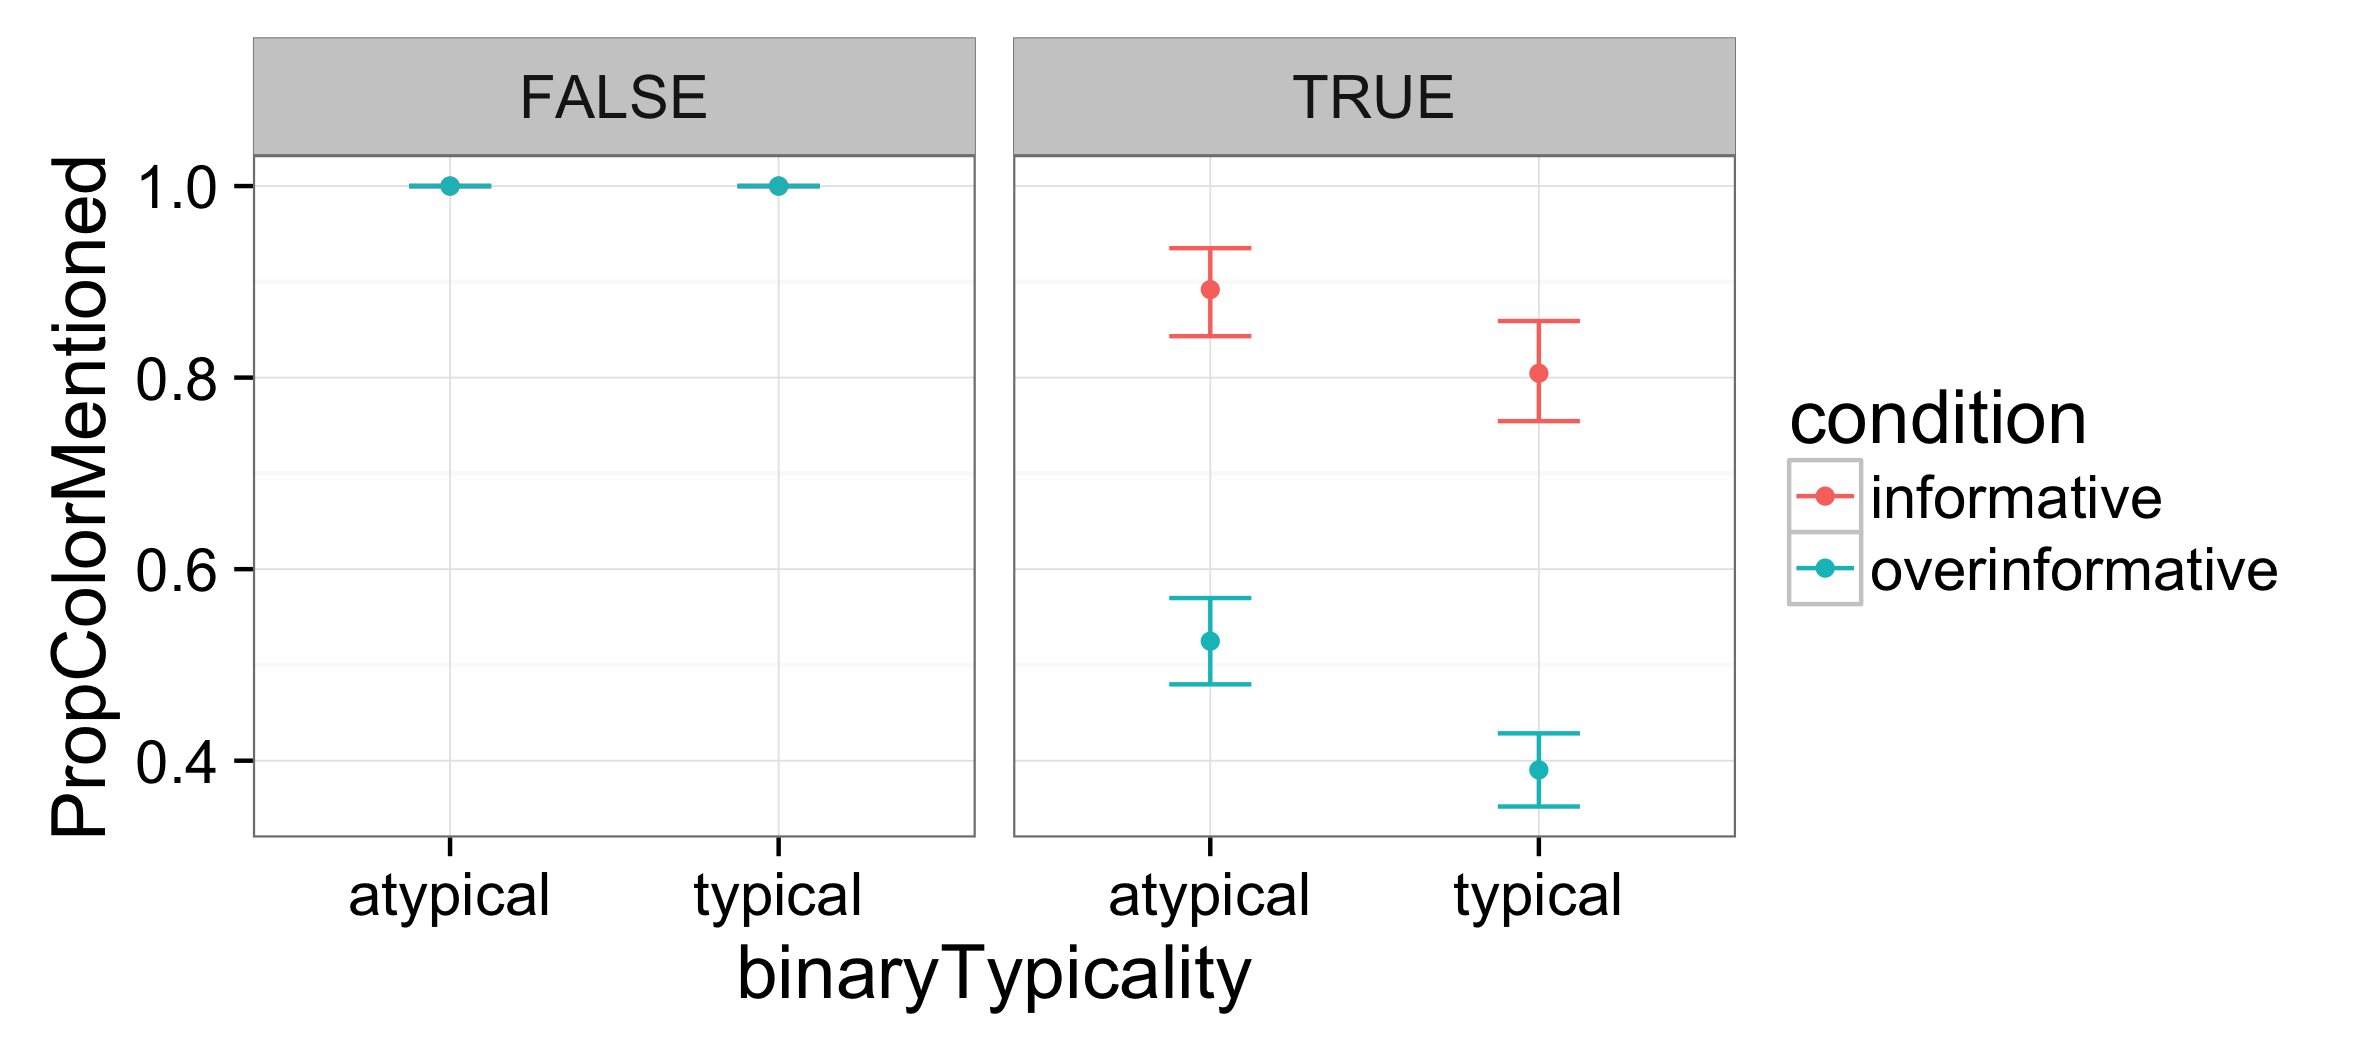 FALSE
TRUE
PropColorMentioned
1.0
0.8
0.6
0.4
atypical
typical
atypical
typical
binaryTypicality
condition
informative
overinformative